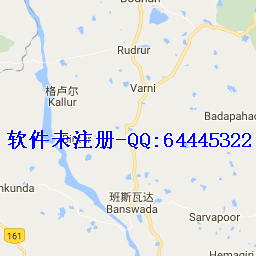 Dodhan
Rudrur
格卢尔
Kallur
Varni
Badapahad
软件未注册-QQ:64445322
nkunda
班斯瓦达
Banswada
Sarvapoor
161
Hemagiri